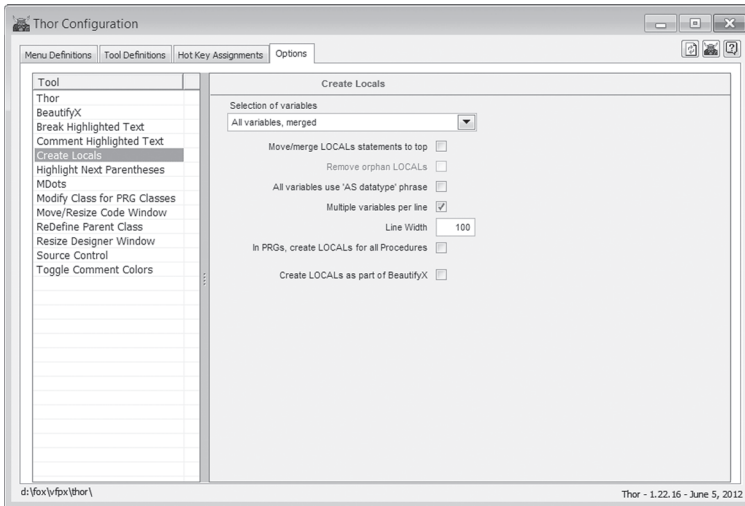 Thor Configuration
Menu Definitions Tool Definitions Hot Key Assignments Options
Tool
Thor
BeautifyX
Break Highlighted Text
Comment Highlighted Text
Create Locals
Highlight Next Parentheses
MDots
Modify Class for PRG Classes
Move/Resize Code Window
ReDefine Parent Class
Resize Designer Window
Source Control
Toggle Comment Colors
Create Locals
Selection of variables
All variables, merged
Move/merge LOCALs statements to top
Remove orphan LOCALs
All variables use 'AS datatype' phrase
Multiple variables per line
Line Width 100
In PRGs, create LOCALs for all Procedures
Create LOCALs as part of BeautifyX
d:\fox\vfpx\thor\
Thor - 1.22.16 - June 5, 2012